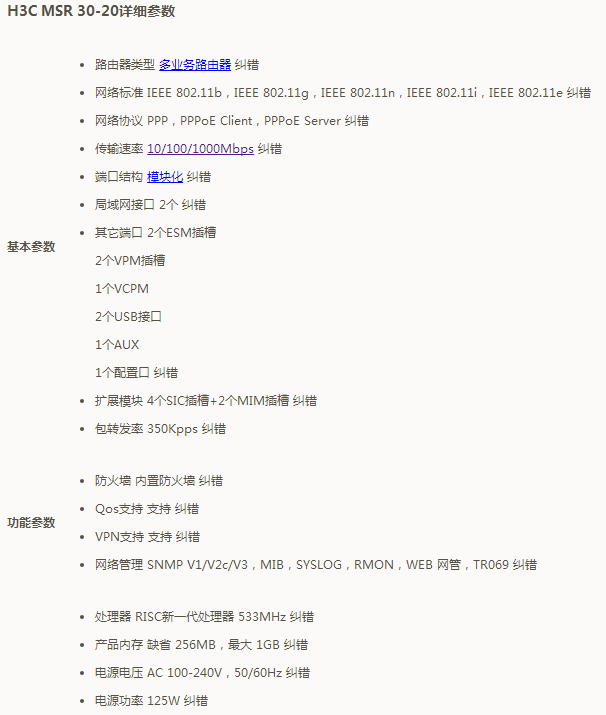 H3C MSR 30-20详细参数
路由器类型 多业务路由器 纠错
网络标准 IEEE 802.11b，IEEE 802.11g，IEEE 802.11n，IEEE 802.11i，IEEE 802.11e 纠错
网络协议 PPP，PPPoE Client，PPPoE Server 纠错
传输速率 10/100/1000Mbps 纠错
端口结构 模块化 纠错
局域网接口 2个 纠错
基本参数
其它端口 2个ESM插槽
2个VPM插槽
1个VCPM
2个USB接口
1个AUX
1个配置口 纠错
扩展模块 4个SIC插槽+2个MIM插槽 纠错
包转发率 350Kpps 纠错
防火墙 内置防火墙 纠错
Qos支持 支持 纠错
功能参数
VPN支持 支持 纠错
网络管理 SNMP V1/V2c/V3，MIB，SYSLOG，RMON，WEB 网管，TR069 纠错
处理器 RISC新一代处理器 533MHz 纠错
产品内存 缺省 256MB，最大 1GB 纠错
电源电压 AC 100-240V，50/60Hz 纠错
电源功率 125W 纠错